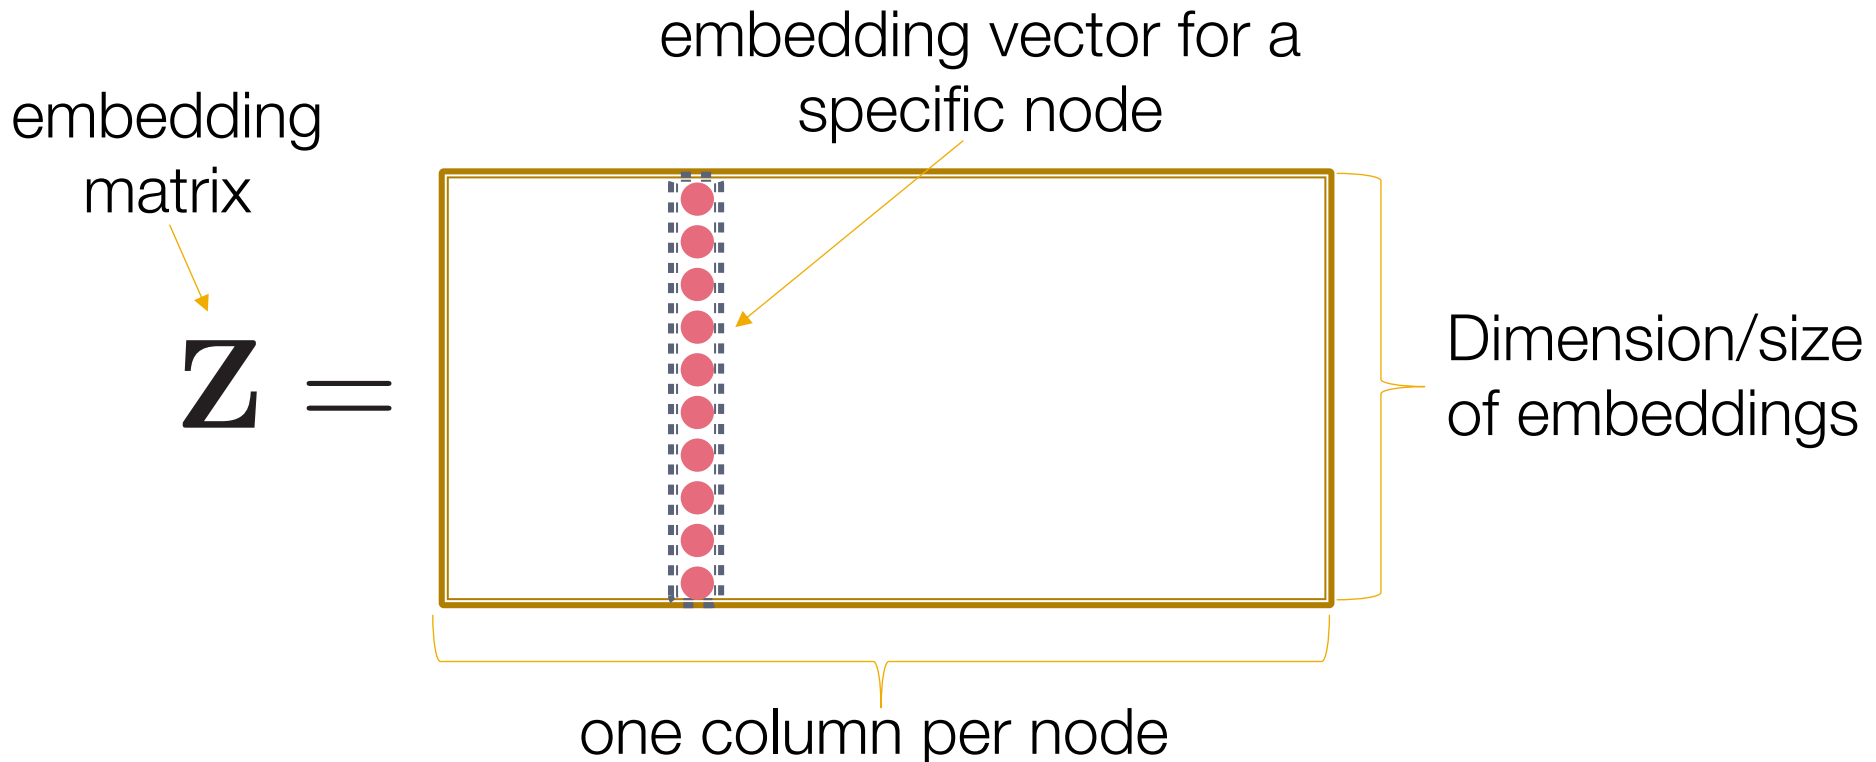 embedding vector for a
specific node
embedding
matrix
Z =
Dimension/size
of embeddings
one column per node